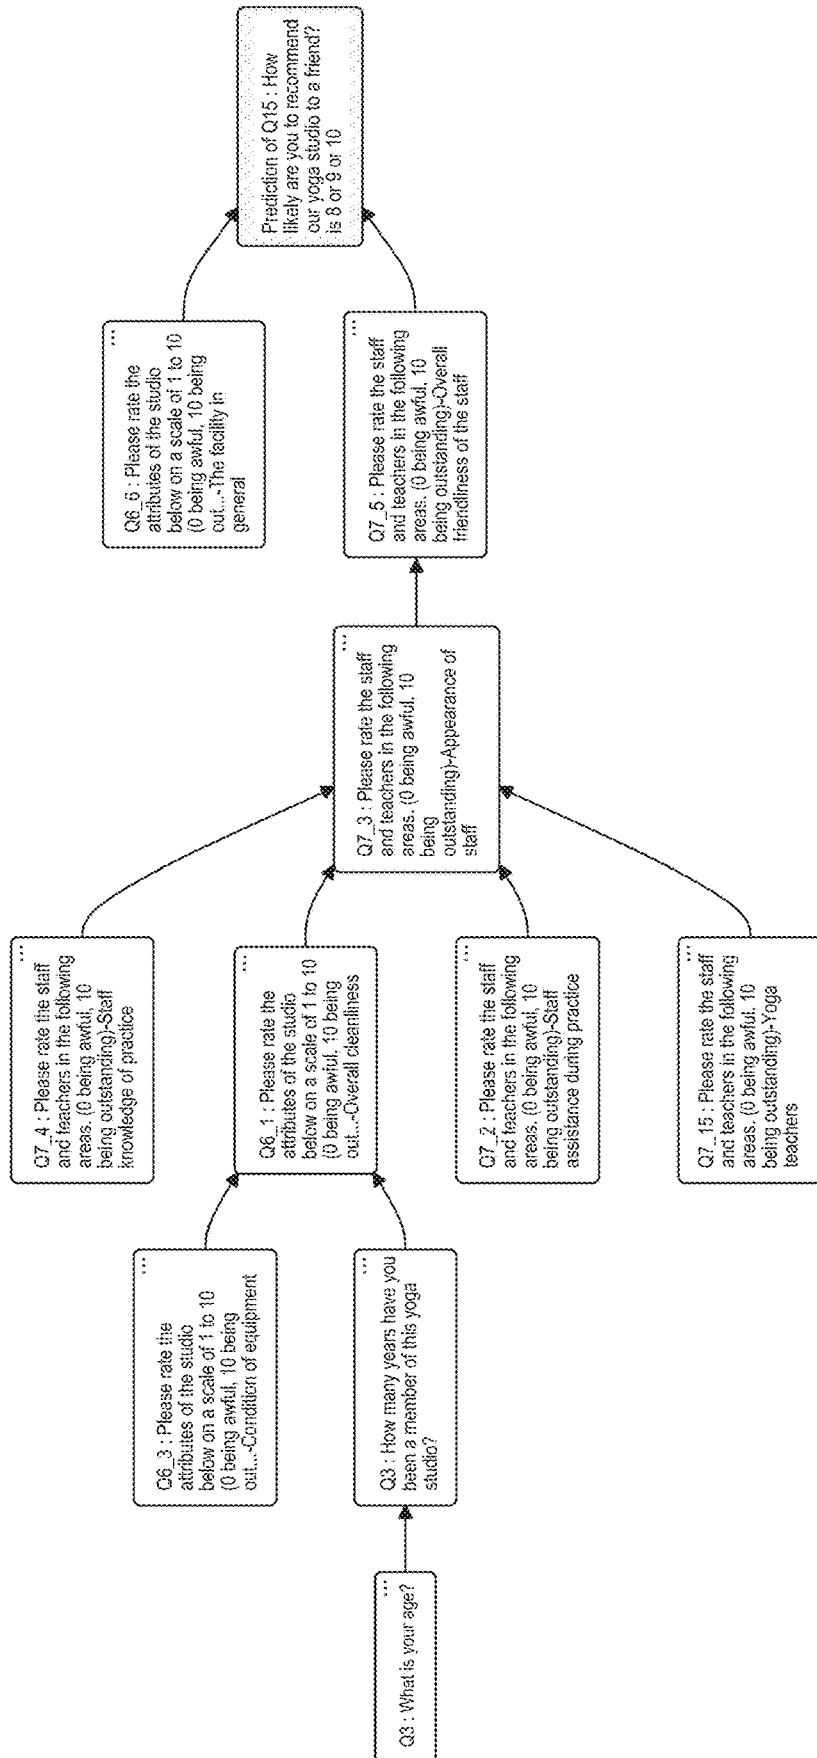 Q3 : What is your age?
...
Q6_3 : Please rate the
attributes of the studio
below on a scale of 1 to 10
(0 being awful, 10 being
out...-Condition of equipment
...
Q3 : How many years have you
been a member of this yoga
studio?
...
Q7_4 : Please rate the staff
and teachers in the following
areas. (0 being awful, 10
being outstanding)-Staff
knowledge of practice
...
Q6_1 : Please rate the
attributes of the studio
below on a scale of 1 to 10
(0 being awful, 10 being
out...-Overall cleanliness
...
Q7_2 : Please rate the staff
and teachers in the following
areas. (0 being awful, 10
being outstanding)-Staff
assistance during practice
...
Q7_15 : Please rate the staff
and teachers in the following
areas. (0 being awful, 10
being outstanding)-Yoga
teachers
...
Q7_3 : Please rate the staff
and teachers in the following
areas. (0 being awful, 10
being
outstanding)-Appearance of
staff
...
Q6_6 : Please rate the
attributes of the studio
below on a scale of 1 to 10
(0 being awful, 10 being
out...-The facility in
general
...
Q7_5 : Please rate the staff
and teachers in the following
areas. (0 being awful, 10
being outstanding)-Overall
friendliness of the staff
...
Prediction of Q15 : How
likely are you to recommend
our yoga studio to a friend?
is 8 or 9 or 10